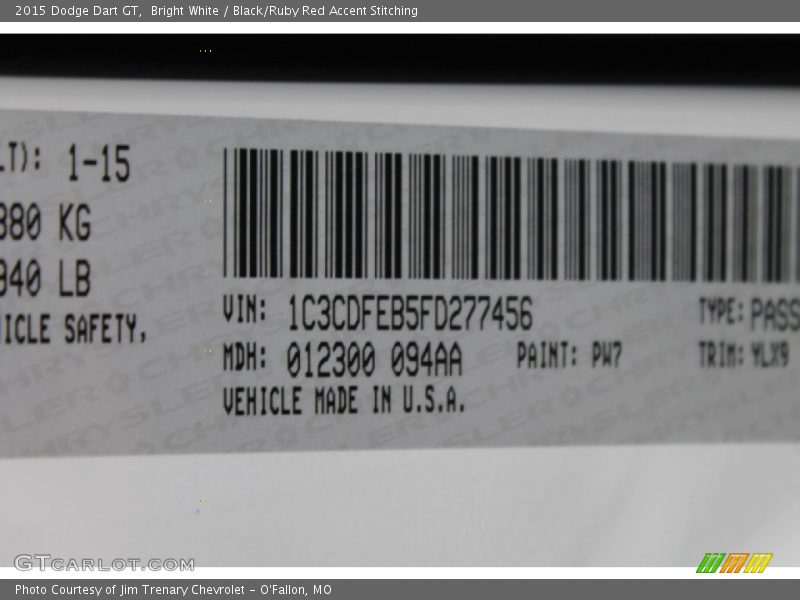 2015 Dodge Dart GT,  Bright White / Black/Ruby Red Accent Stitching
LT): 1-15
880 KG
940 LB
ICLE SAFETY,
VIN: 1C3CDFEB5FD277456
TYPE: PASS
MDH: 012300 094AA
PAINT: PW7
TRIM: YLX9
VEHICLE MADE IN U.S.A.
GTCARLOT.COM
Photo Courtesy of Jim Trenary Chevrolet - O'Fallon, MO